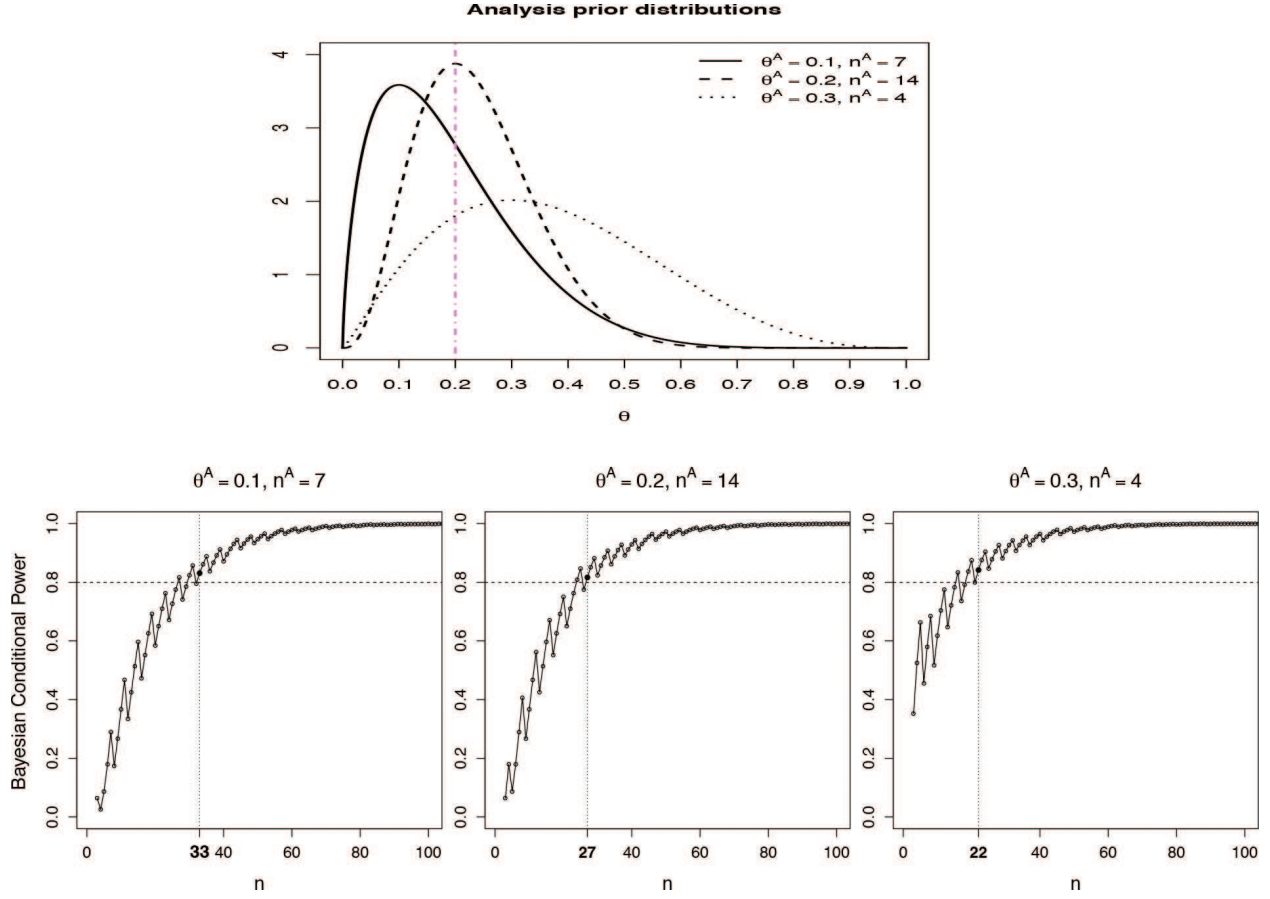 Analysis prior distributions
θ^A = 0.1, n^A = 7
θ^A = 0.2, n^A = 14
θ^A = 0.3, n^A = 4
4
3
2
1
0
0.0 0.1 0.2 0.3 0.4 0.5 0.6 0.7 0.8 0.9 1.0
θ
θ^A = 0.1, n^A = 7
θ^A = 0.2, n^A = 14
θ^A = 0.3, n^A = 4
Bayesian Conditional Power
1.0
0.8
0.6
0.4
0.2
0.0
0 33 40 60 80 100
n
1.0
0.8
0.6
0.4
0.2
0.0
0 27 40 60 80 100
n
1.0
0.8
0.6
0.4
0.2
0.0
0 22 40 60 80 100
n